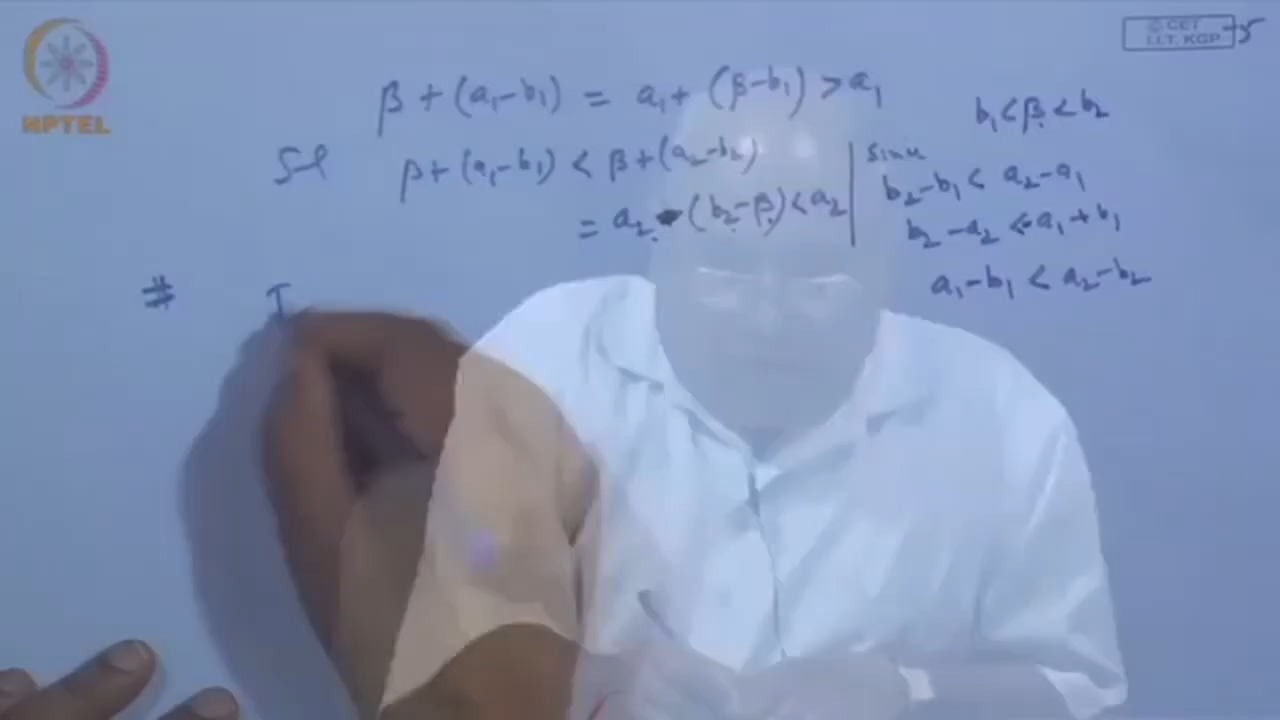 NPTEL
© CET
I.I.T. KGP
β + (a₁-b₁) = a₁ + (β-b₁) > a₁
b₁ < β < b₂
β + (a₁-b₁) < β + (a₂-b₂)
= a₂ - (b₂-β) < a₂
b₂-b₁ < a₂-a₁
b₂-a₂ < a₁+b₁
a₁-b₁ < a₂-b₂
# I